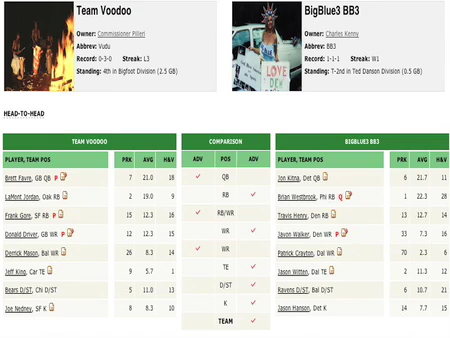 Team Voodoo
Owner: Commissioner Pilleri
Abbrev: Vudu
Record: 0-3-0 Streak: L3
Standing: 4th in Bigfoot Division (2.5 GB)
BigBlue3 BB3
Owner: Charles Kenny
Abbrev: BB3
Record: 1-1-1 Streak: W1
Standing: T-2nd in Ted Danson Division (0.5 GB)
LOVE
HEAD-TO-HEAD
TEAM VOODOO COMPARISON BIGBLUE3 BB3
PLAYER, TEAM POS PRK AVG H&V ADV POS ADV PLAYER, TEAM POS PRK AVG H&V
Brett Favre, GB QB P 7 21.0 18 QB Jon Kitna, Det QB 6 21.7 11
LaMont Jordan, Oak RB 2 19.0 9 RB Brian Westbrook, Phi RB Q 1 22.3 28
Frank Gore, SF RB P 15 12.3 16 RB/WR Travis Henry, Den RB 13 12.7 14
Donald Driver, GB WR P 12 12.3 15 WR Javon Walker, Den WR P 33 7.3 16
Derrick Mason, Bal WR 26 8.3 14 WR Patrick Crayton, Dal WR 70 2.3 6
Jeff King, Car TE 9 5.7 1 TE Jason Witten, Dal TE 2 11.3 12
Bears D/ST, Chi D/ST 5 11.0 13 D/ST Ravens D/ST, Bal D/ST 6 10.7 21
Joe Nedney, SF K 8 8.3 10 K Jason Hanson, Det K 14 7.7 15
TEAM